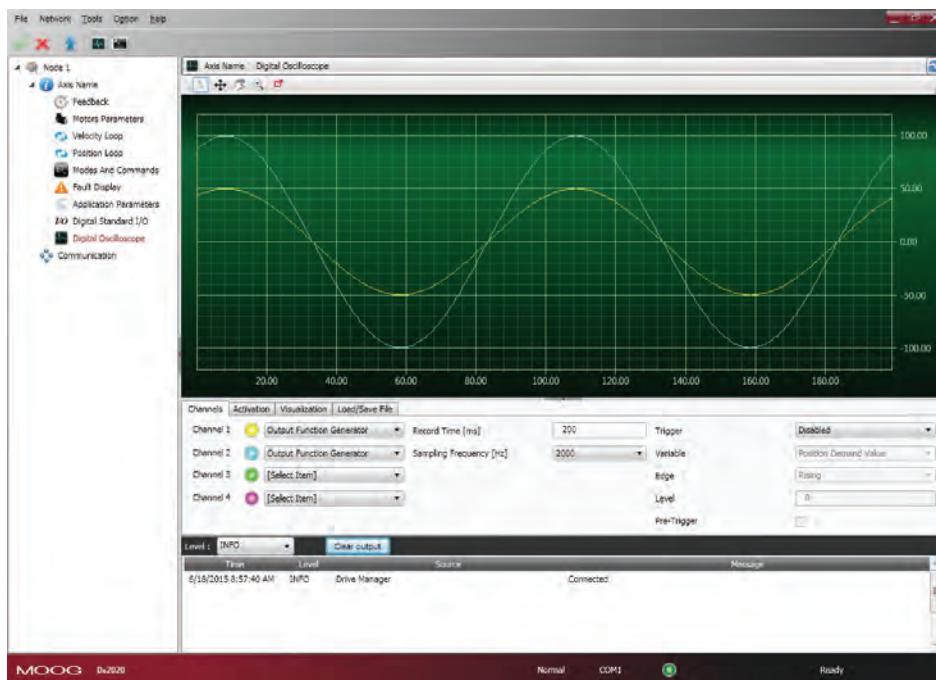 File Network Tools Option help
Node 1
Axis Name
Feedback
Motors Parameters
Velocity Loop
Position Loop
Modes And Commands
Fault Display
Application Parameters
I/O Digital Standard I/O
Digital Oscilloscope
Communication
Axis Name Digital Oscilloscope
100.00
50.00
0.00
-50.00
-100.00
20.00 40.00 60.00 80.00 100.00 120.00 140.00 160.00 180.00
Channels Activation Visualization Load/Save File
Channel 1 Output Function Generator Record Time [ms] 200 Trigger Disabled
Channel 2 Output Function Generator Sampling Frequency [Hz] 2000 Variable Position Demand Value
Channel 3 [Select Item] Edge Rising
Channel 4 [Select Item] Level 0
Pre-Trigger
Level : INFO Clear output
Time Level Source Message
6/18/2015 8:57:40 AM INFO Drive Manager Connected
MOOG Ds2020 Normal COM1 Ready